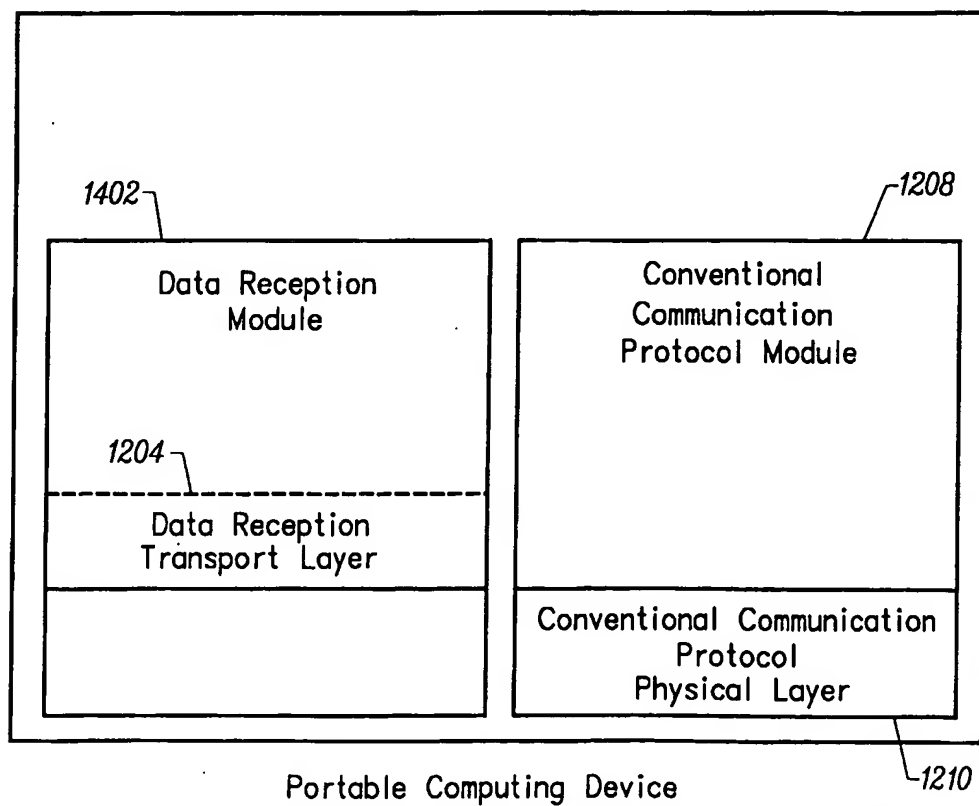 1402
1208
Data Reception
Module
Conventional
Communication
Protocol Module
1204
Data Reception
Transport Layer
Conventional Communication
Protocol
Physical Layer
1210
Portable Computing Device